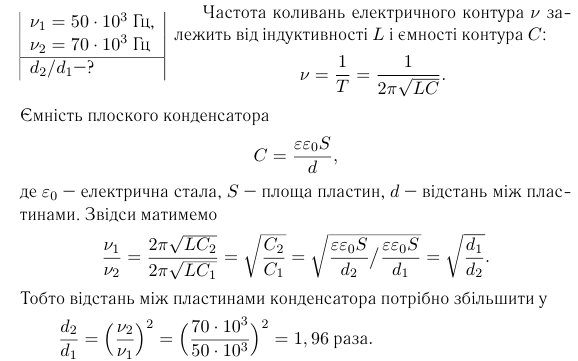 ν₁ = 50 · 10³ Гц,
ν₂ = 70 · 10³ Гц
d₂/d₁−?
Частота коливань електричного контура ν за-
лежить від індуктивності L і ємності контура C:
ν = 1/T = 1/(2π√(LC)).
Ємність плоского конденсатора
C = εε₀S/d,
де ε₀ − електрична стала, S − площа пластин, d − відстань між плас-
тинами. Звідси матимемо
ν₁/ν₂ = 2π√(LC₂)/2π√(LC₁) = √(C₂/C₁) = √(εε₀S/d₂ / εε₀S/d₁) = √(d₁/d₂).
Тобто відстань між пластинами конденсатора потрібно збільшити у
d₂/d₁ = (ν₂/ν₁)² = (70 · 10³/50 · 10³)² = 1,96 раза.